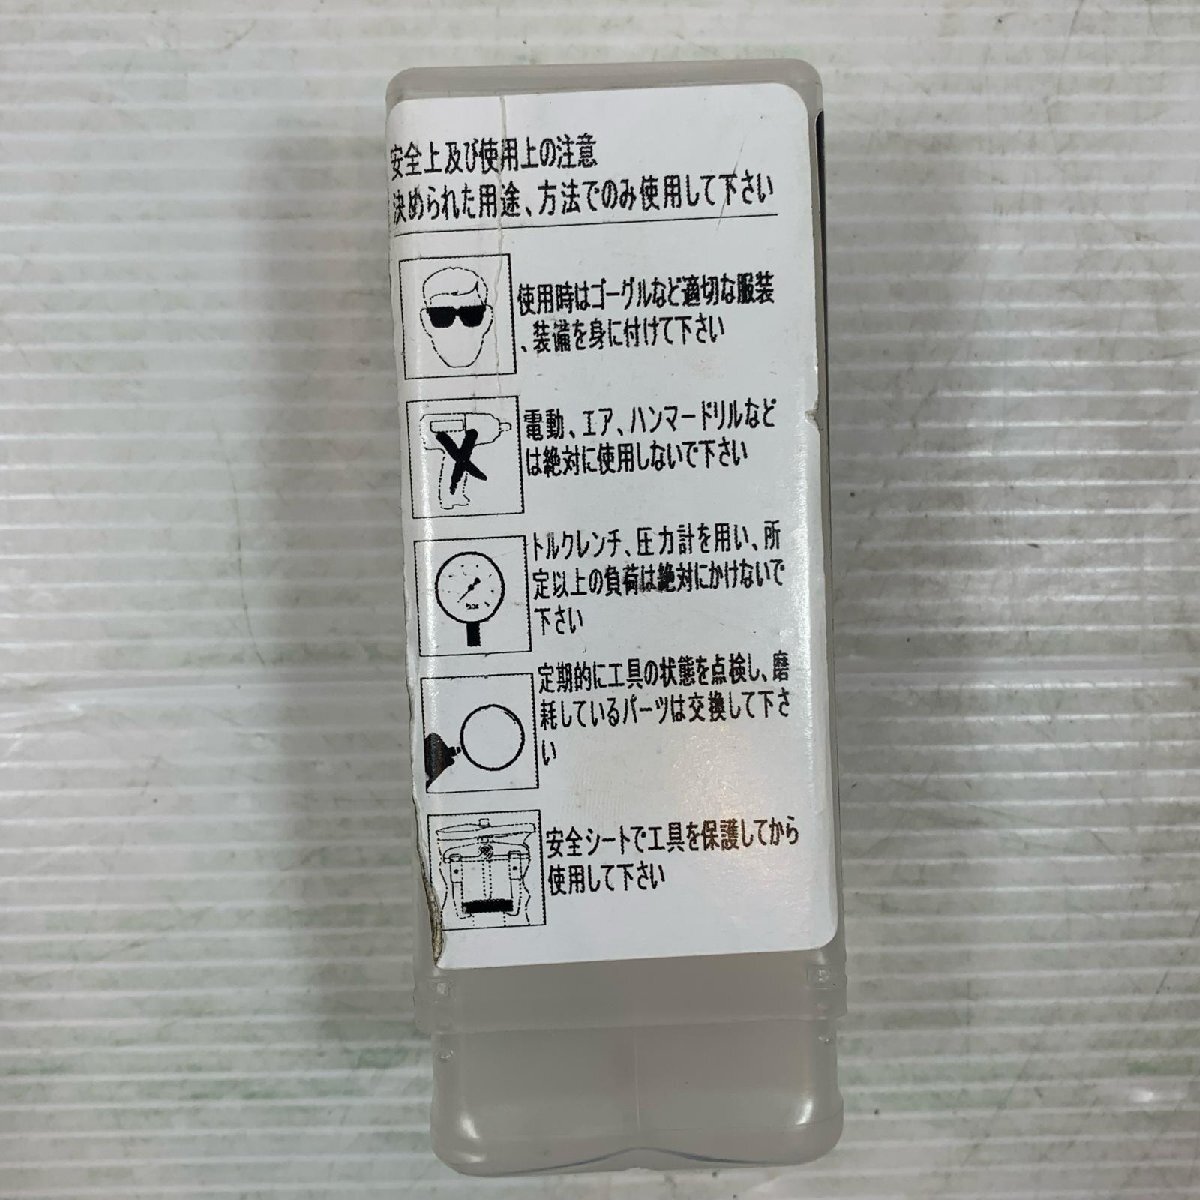 安全上及び使用上の注意
決められた用途、方法でのみ使用して下さい
使用時はゴーグルなど適切な服装
、装備を身に付けて下さい
電動、エア、ハンマードリルなど
は絶対に使用しないで下さい
トルクレンチ、圧力計を用い、所
定以上の負荷は絶対にかけないで
下さい
定期的に工具の状態を点検し、磨
耗しているパーツは交換して下さ
い
安全シートで工具を保護してから
使用して下さい